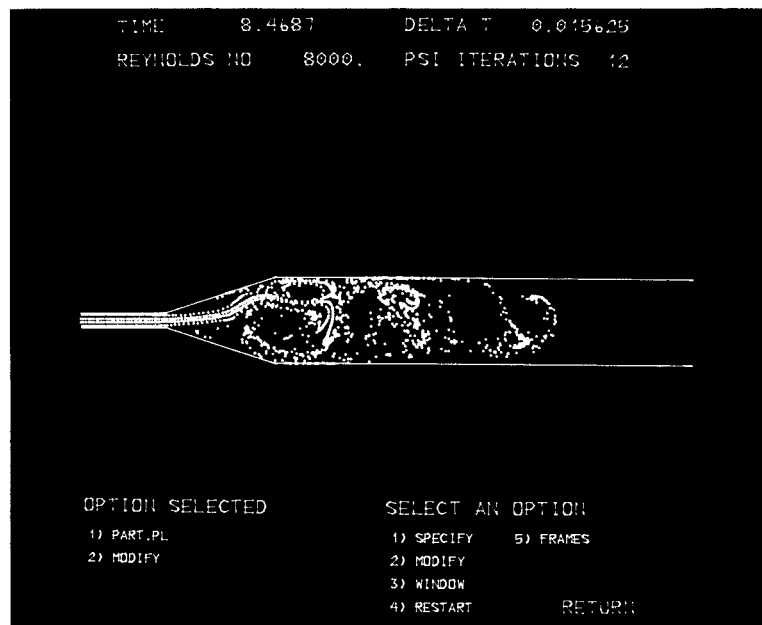 TIME 8.4687 DELTA T 0.015625
REYNOLDS NO 8000. PSI ITERATIONS 12
OPTION SELECTED
1) PART.PL
2) MODIFY
SELECT AN OPTION
1) SPECIFY 5) FRAMES
2) MODIFY
3) WINDOW
4) RESTART RETURN